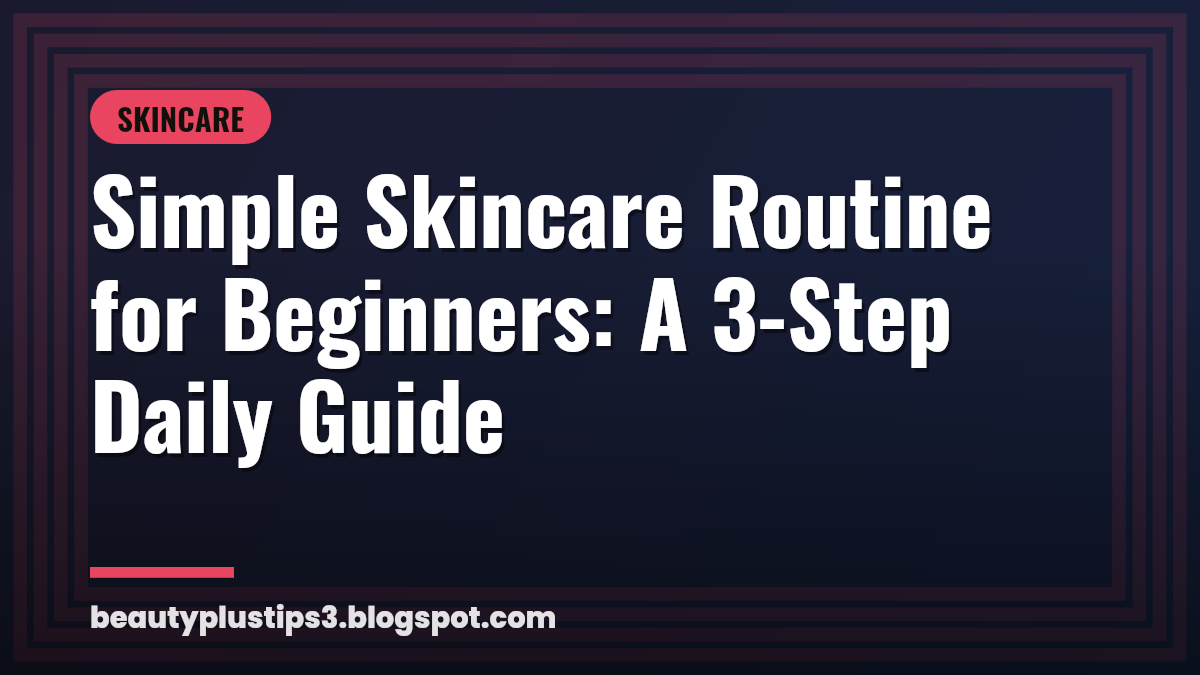 SKINCARE
Simple Skincare Routine
for Beginners: A 3-Step
Daily Guide
beautyplustips3.blogspot.com